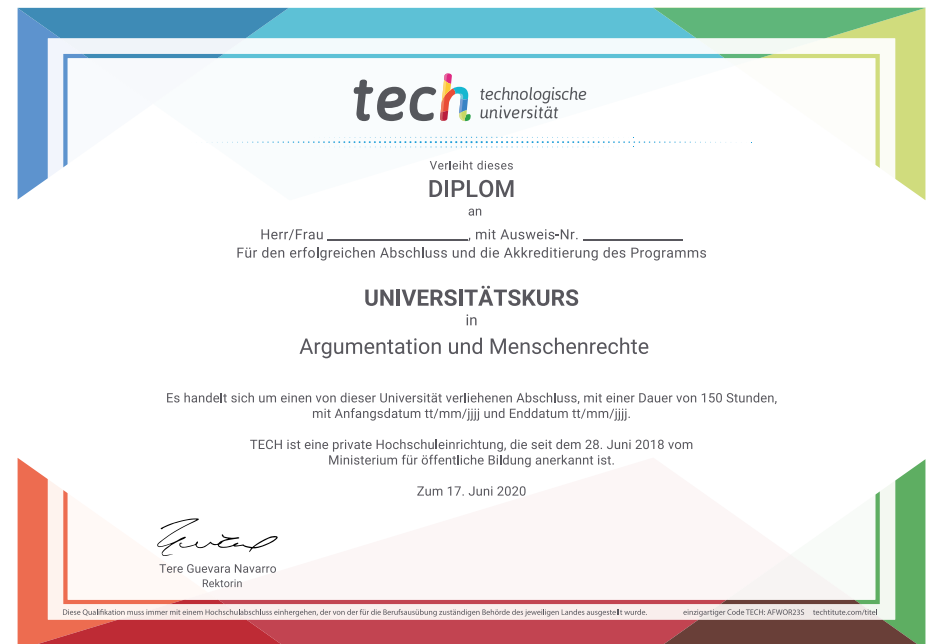 tech technologische
universität
Verleiht dieses
DIPLOM
an
Herr/Frau ____________________, mit Ausweis-Nr. ______________
Für den erfolgreichen Abschluss und die Akkreditierung des Programms
UNIVERSITÄTSKURS
in
Argumentation und Menschenrechte
Es handelt sich um einen von dieser Universität verliehenen Abschluss, mit einer Dauer von 150 Stunden,
mit Anfangsdatum tt/mm/jjjj und Enddatum tt/mm/jjjj.
TECH ist eine private Hochschuleinrichtung, die seit dem 28. Juni 2018 vom
Ministerium für öffentliche Bildung anerkannt ist.
Zum 17. Juni 2020
Tere Guevara Navarro
Rektorin
Diese Qualifikation muss immer mit einem Hochschulabschluss einhergehen, der von der für die Berufsausübung zuständigen Behörde des jeweiligen Landes ausgestellt wurde. einzigartiger Code TECH: AFWOR23S techtitute.com/titel